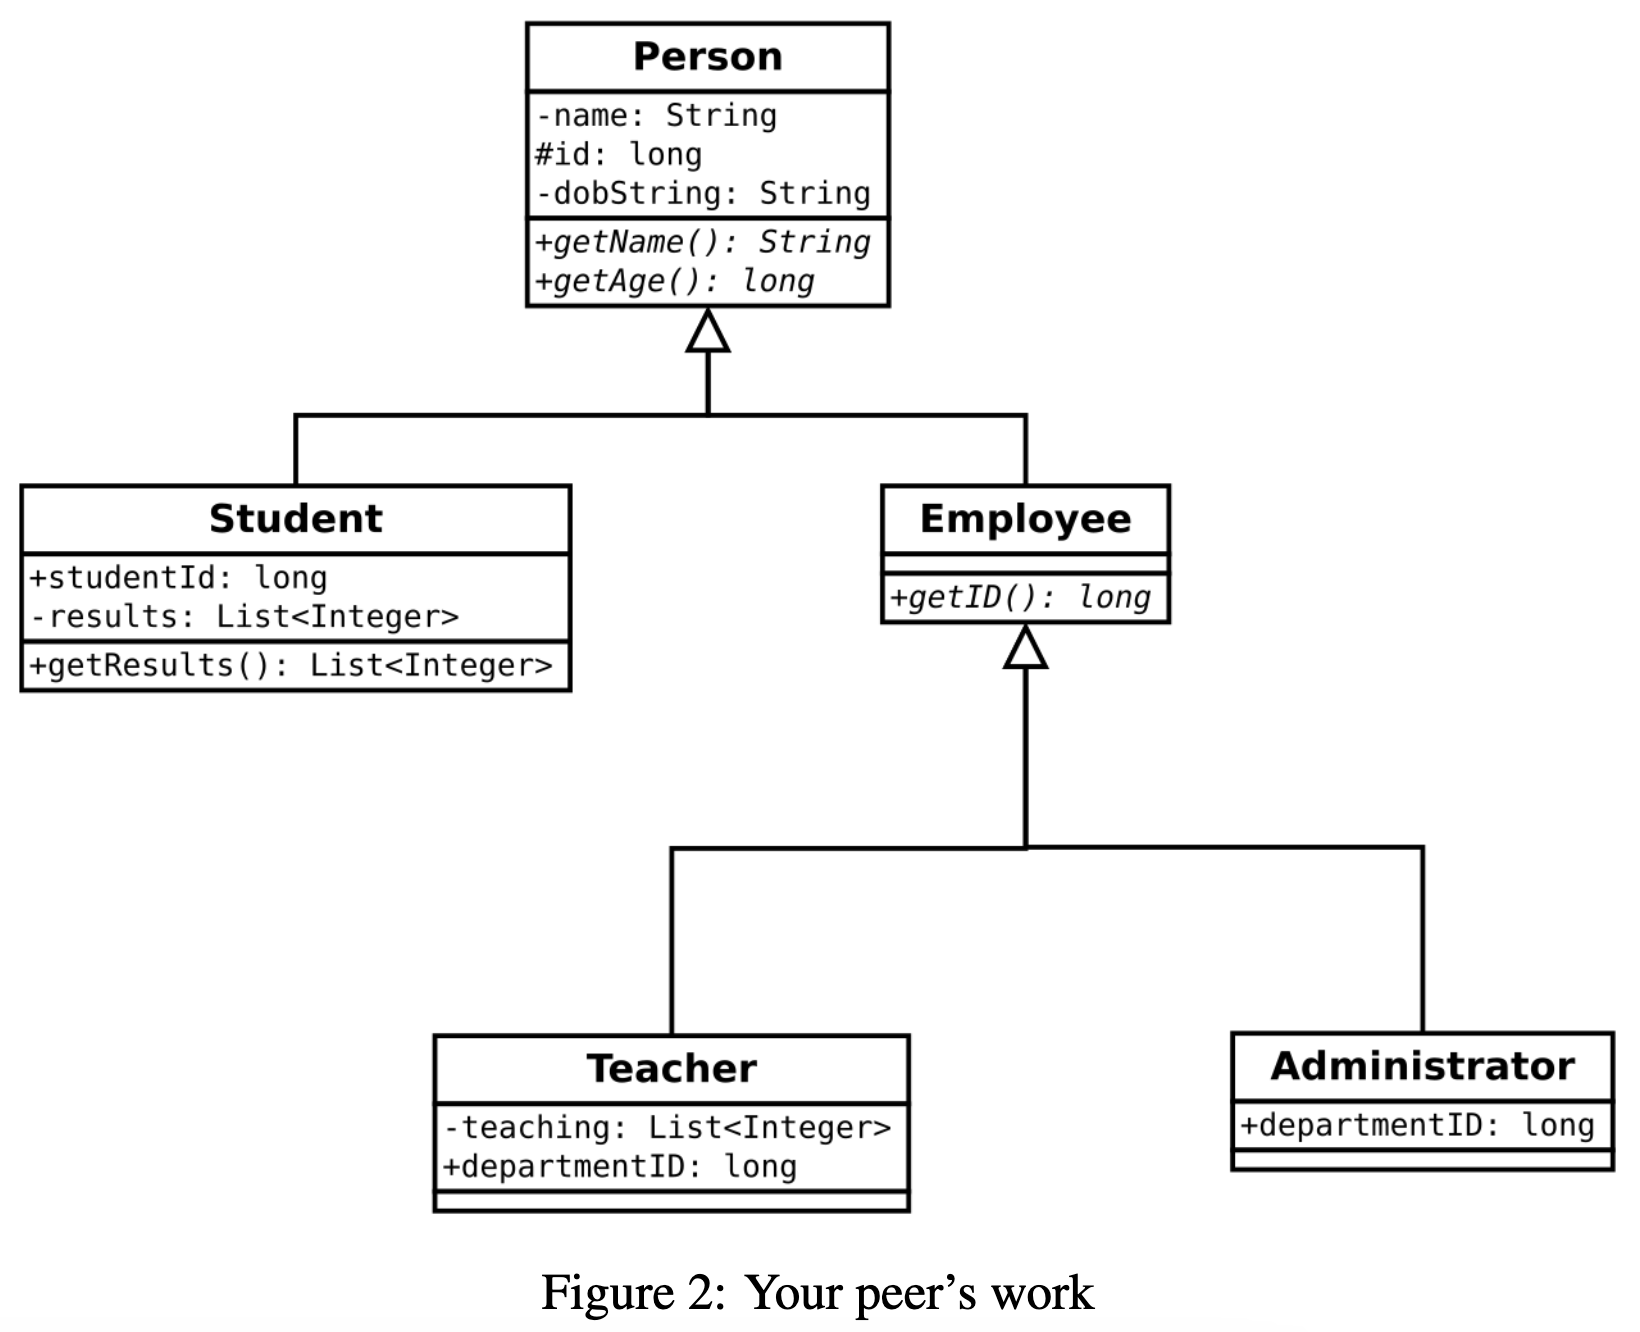 Person
-name: String
#id: long
-dobString: String
+getName(): String
+getAge(): long
Student
+studentId: long
-results: List<Integer>
+getResults(): List<Integer>
Employee
+getID(): long
Teacher
-teaching: List<Integer>
+departmentID: long
Administrator
+departmentID: long
Figure 2: Your peer’s work